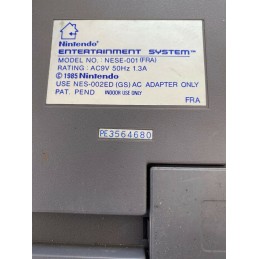 Nintendo
ENTERTAINMENT SYSTEM™
MODEL NO. : NESE-001 (FRA)
RATING : AC9V 50Hz 1.3A
©1985 Nintendo
USE NES-002ED (GS) AC ADAPTER ONLY
PAT. PEND INDOOR USE ONLY
FRA
PE3564680